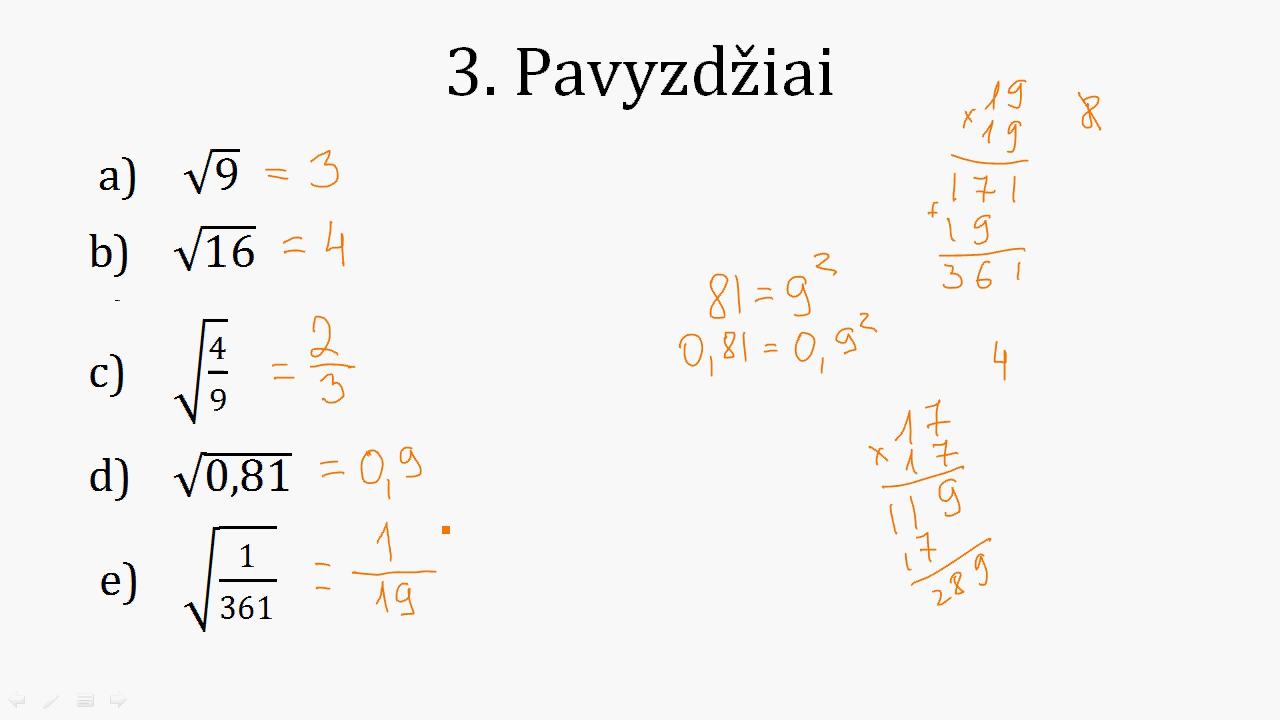 3. Pavyzdžiai
a) √9 = 3
b) √16 = 4
c) √(4/9) = 2/3
d) √0,81 = 0,9
e) √(1/361) = 1/19
81 = 9²
0,81 = 0,9²
19
× 19
171
+ 19
361
8
4
17
× 17
119
17
289